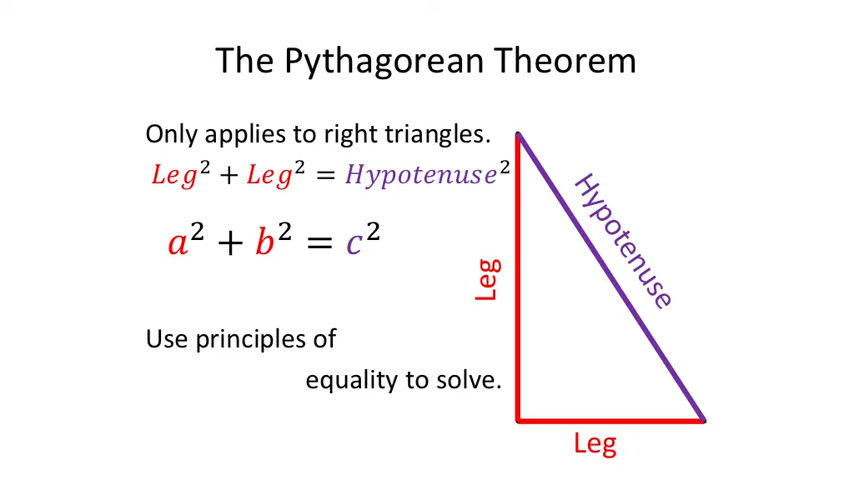 The Pythagorean Theorem
Only applies to right triangles.
Leg² + Leg² = Hypotenuse²
a² + b² = c²
Use principles of
equality to solve.
Leg
Hypotenuse
Leg